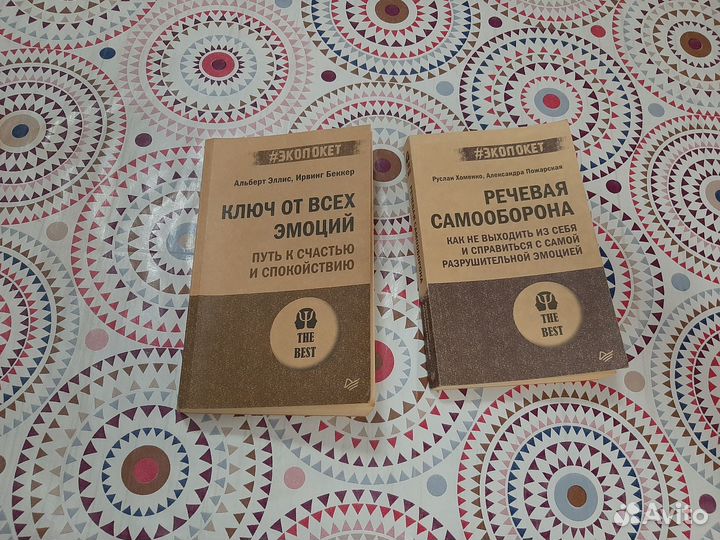 #ЭКОПОКЕТ
Альберт Эллис, Ирвинг Беккер
КЛЮЧ ОТ ВСЕХ
ЭМОЦИЙ
ПУТЬ К СЧАСТЬЮ
И СПОКОЙСТВИЮ
THE
BEST
#ЭКОПОКЕТ
Руслан Хоменко, Александра Пожарская
РЕЧЕВАЯ
САМООБОРОНА
КАК НЕ ВЫХОДИТЬ ИЗ СЕБЯ
И СПРАВИТЬСЯ С САМОЙ
РАЗРУШИТЕЛЬНОЙ ЭМОЦИЕЙ
THE
BEST
Avito